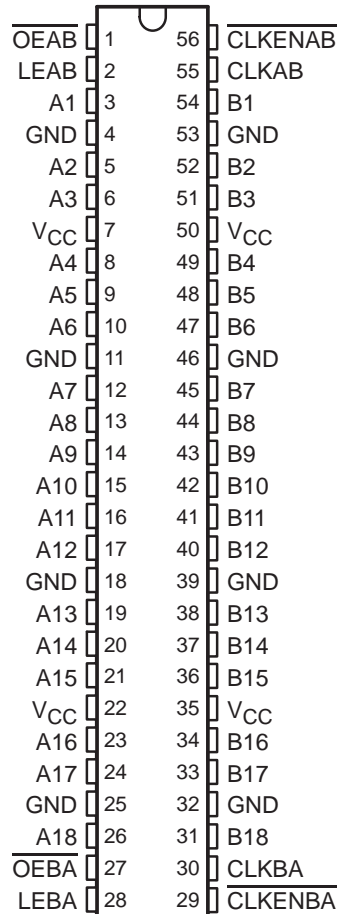 OEAB 1 56 CLKENAB
LEAB 2 55 CLKAB
A1 3 54 B1
GND 4 53 GND
A2 5 52 B2
A3 6 51 B3
VCC 7 50 VCC
A4 8 49 B4
A5 9 48 B5
A6 10 47 B6
GND 11 46 GND
A7 12 45 B7
A8 13 44 B8
A9 14 43 B9
A10 15 42 B10
A11 16 41 B11
A12 17 40 B12
GND 18 39 GND
A13 19 38 B13
A14 20 37 B14
A15 21 36 B15
VCC 22 35 VCC
A16 23 34 B16
A17 24 33 B17
GND 25 32 GND
A18 26 31 B18
OEBA 27 30 CLKBA
LEBA 28 29 CLKENBA